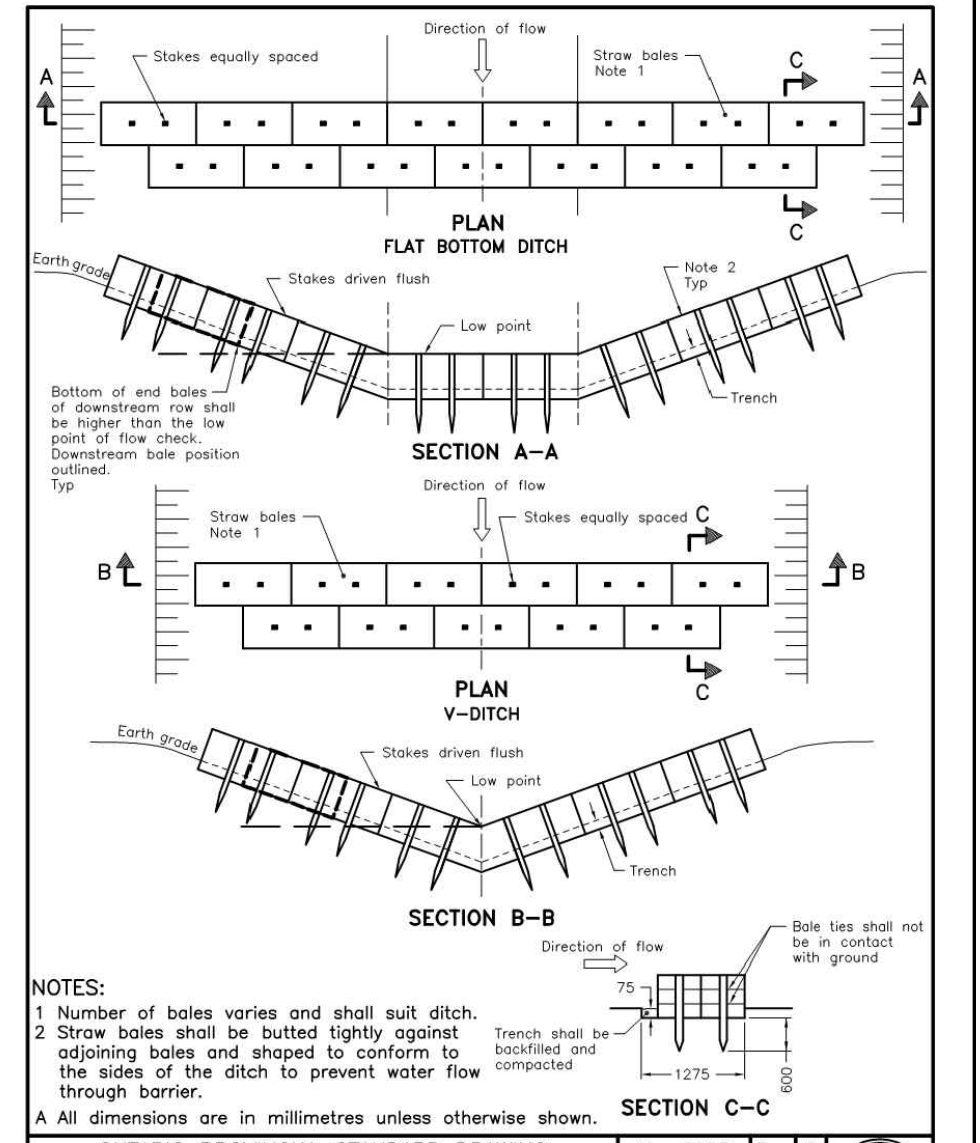 Direction of flow
Stakes equally spaced
Straw bales
Note 1
C
A
A
C
PLAN
FLAT BOTTOM DITCH
Earth grade
Stakes driven flush
Note 2
Typ
Low point
Trench
Bottom of end bales
of downstream row shall
be higher than the low
point of flow check.
Downstream bale position
outlined.
Typ
SECTION A-A
Direction of flow
Straw bales
Note 1
Stakes equally spaced
C
B
B
C
PLAN
V-DITCH
Earth grade
Stakes driven flush
Low point
Trench
SECTION B-B
Direction of flow
Bale ties shall not
be in contact
with ground
75
Trench shall be
backfilled and
compacted
1275
600
SECTION C-C
NOTES:
1 Number of bales varies and shall suit ditch.
2 Straw bales shall be butted tightly against
adjoining bales and shaped to conform to
the sides of the ditch to prevent water flow
through barrier.
A All dimensions are in millimetres unless otherwise shown.